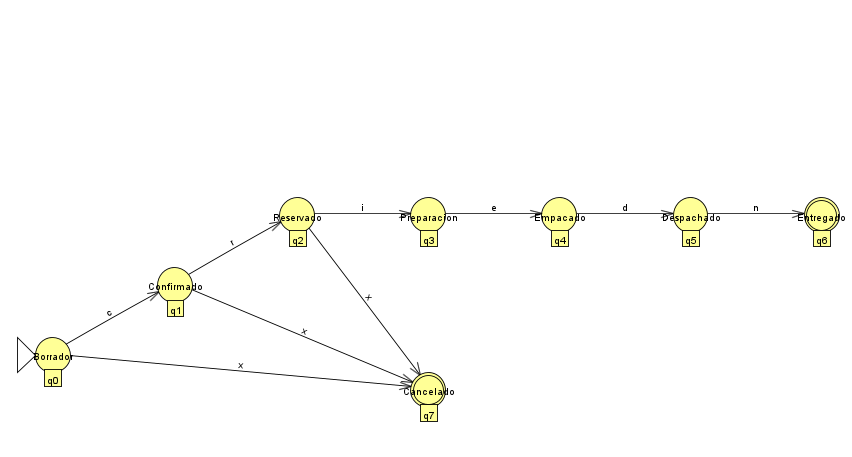 Reservado
i
Preparacion
e
Empacado
d
Despachado
n
Entregado
q2
q3
q4
q5
q6
r
Confirmado
q1
x
c
x
Borrador
q0
x
Cancelado
q7